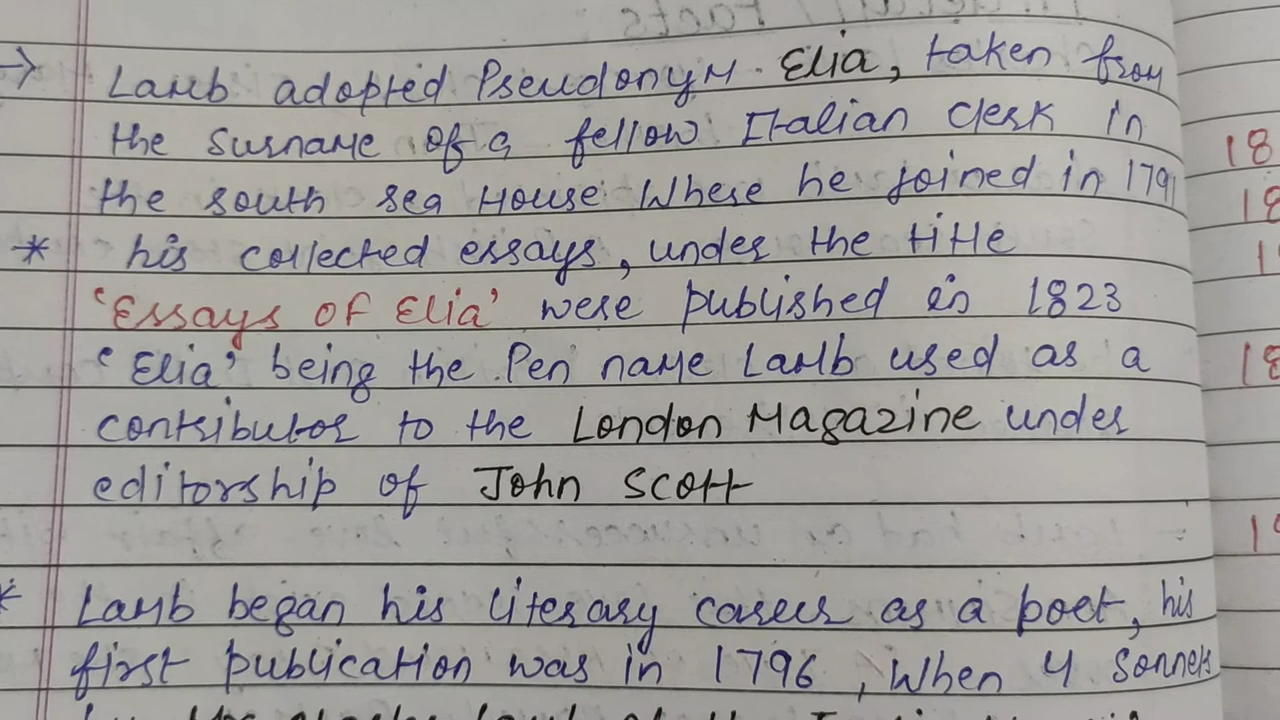 → Lamb adopted Pseudonym. Elia, taken from
the surname of a fellow Italian clerk in
the south sea House where he joined in 1791
* his collected essays, under the title
'Essays of Elia' were published in 1823
'Elia' being the Pen name Lamb used as a
contributor to the London Magazine under
editorship of John Scott
* Lamb began his literary career as a poet, his
first publication was in 1796, when 4 sonnets